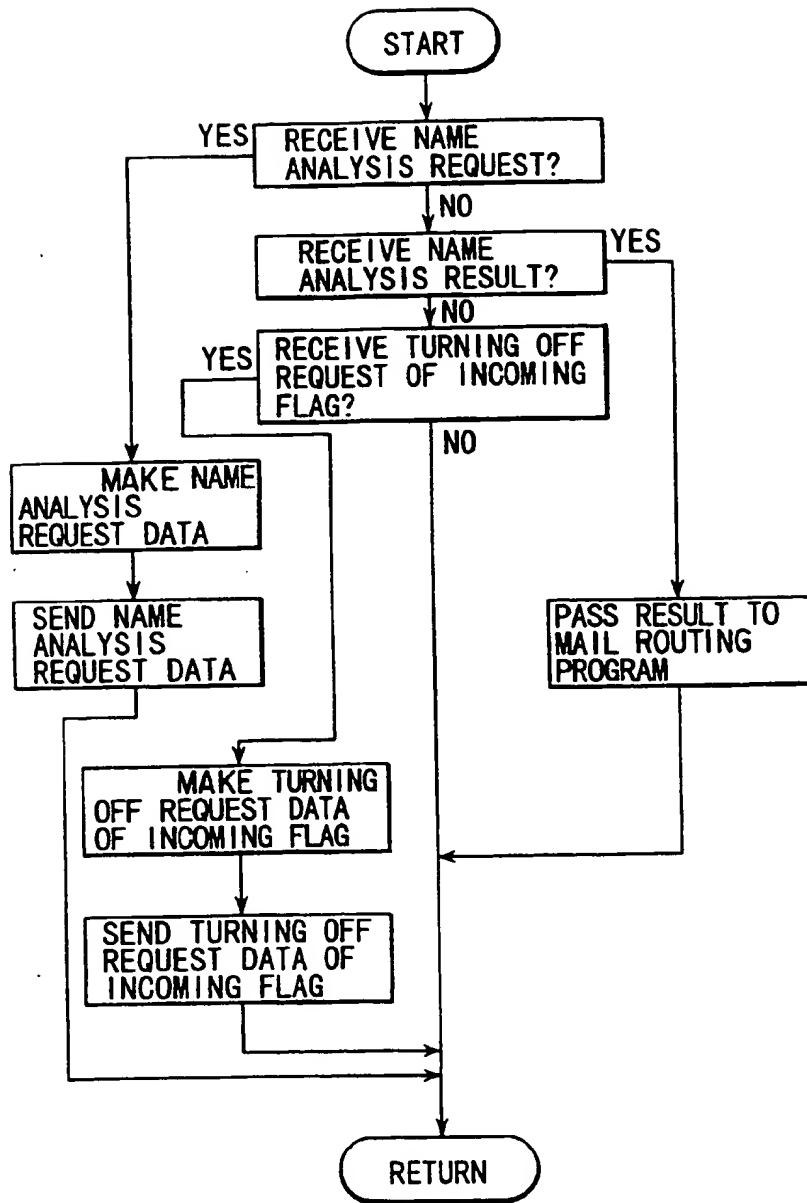 START
YES
RECEIVE NAME
ANALYSIS REQUEST?
NO
RECEIVE NAME
ANALYSIS RESULT?
YES
NO
YES
RECEIVE TURNING OFF
REQUEST OF INCOMING
FLAG?
NO
MAKE NAME
ANALYSIS
REQUEST DATA
SEND NAME
ANALYSIS
REQUEST DATA
PASS RESULT TO
MAIL ROUTING
PROGRAM
MAKE TURNING
OFF REQUEST DATA
OF INCOMING FLAG
SEND TURNING OFF
REQUEST DATA OF
INCOMING FLAG
RETURN